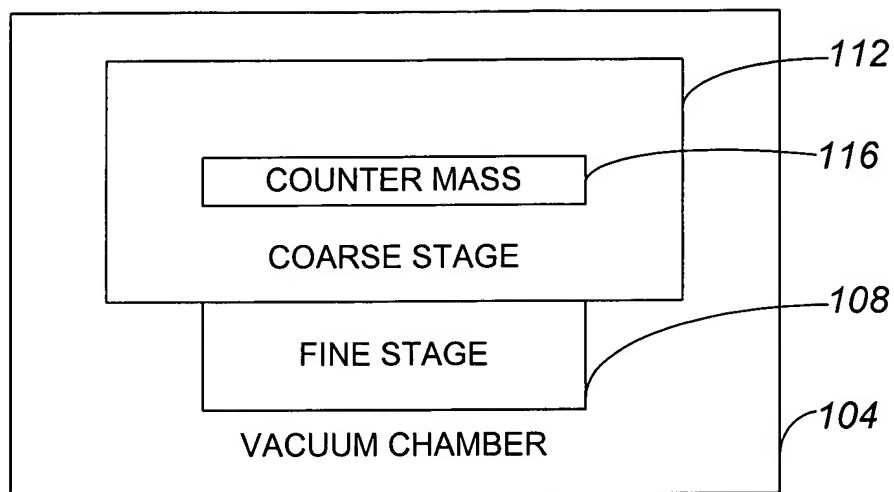 112
COUNTER MASS
116
COARSE STAGE
108
FINE STAGE
104
VACUUM CHAMBER